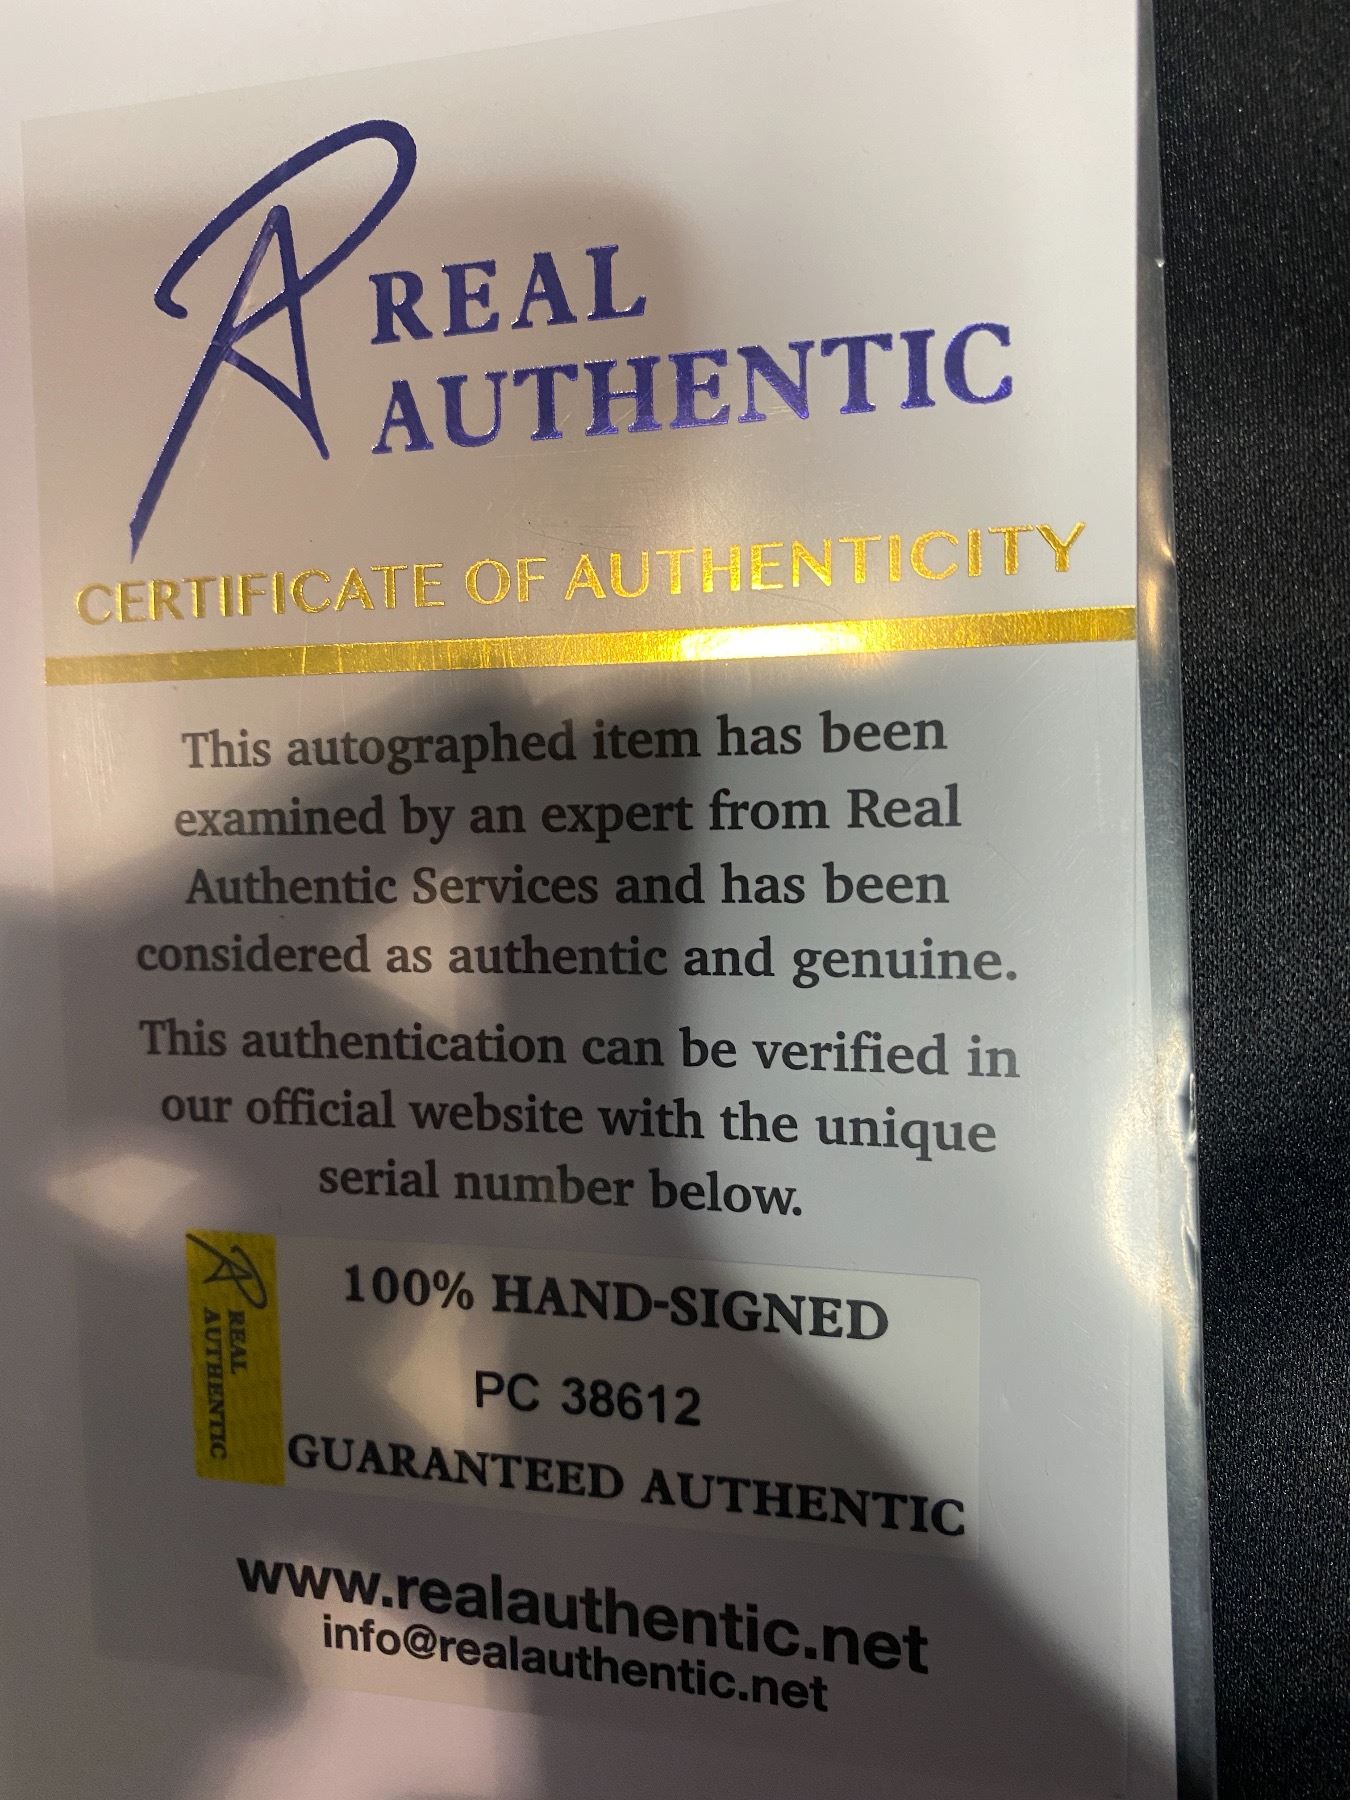 REAL
AUTHENTIC
CERTIFICATE OF AUTHENTICITY
This autographed item has been
examined by an expert from Real
Authentic Services and has been
considered as authentic and genuine.
This authentication can be verified in
our official website with the unique
serial number below.
REAL
AUTHENTIC
100% HAND-SIGNED
PC 38612
GUARANTEED AUTHENTIC
www.realauthentic.net
info@realauthentic.net